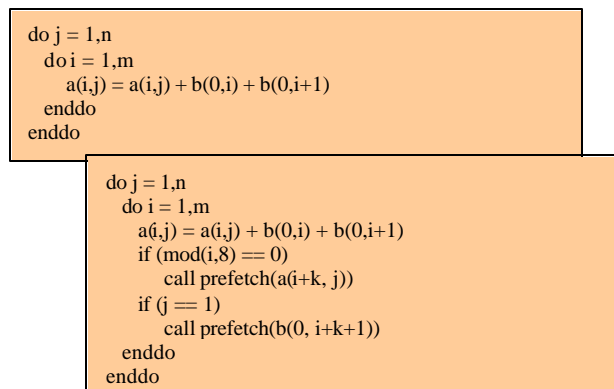 do j = 1,n
do i = 1,m
a(i,j) = a(i,j) + b(0,i) + b(0,i+1)
enddo
enddo
do j = 1,n
do i = 1,m
a(i,j) = a(i,j) + b(0,i) + b(0,i+1)
if (mod(i,8) == 0)
call prefetch(a(i+k, j))
if (j == 1)
call prefetch(b(0, i+k+1))
enddo
enddo